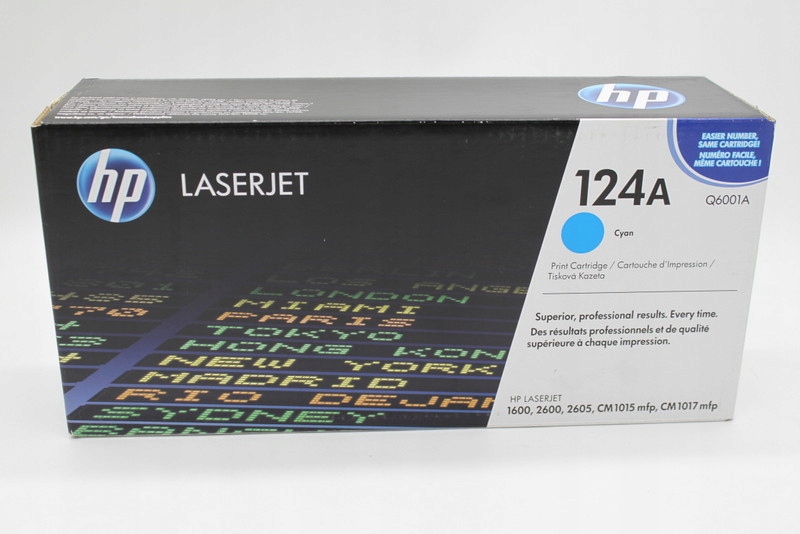 hp
hp
LASERJET
EASIER NUMBER,
SAME CARTRIDGE!
NUMÉRO FACILE,
MÊME CARTOUCHE !
124A
Q6001A
Cyan
Print Cartridge / Cartouche d'Impression /
Tisková Kazeta
Superior, professional results. Every time.
Des résultats professionnels et de qualité
supérieure à chaque impression.
HP LASERJET
1600, 2600, 2605, CM1015 mfp, CM1017 mfp
LONDON
MIAMI
PARIS
TOKYO
HONG KON
NEW YORK
MADRID
RIO DEJAN
SYDNEY